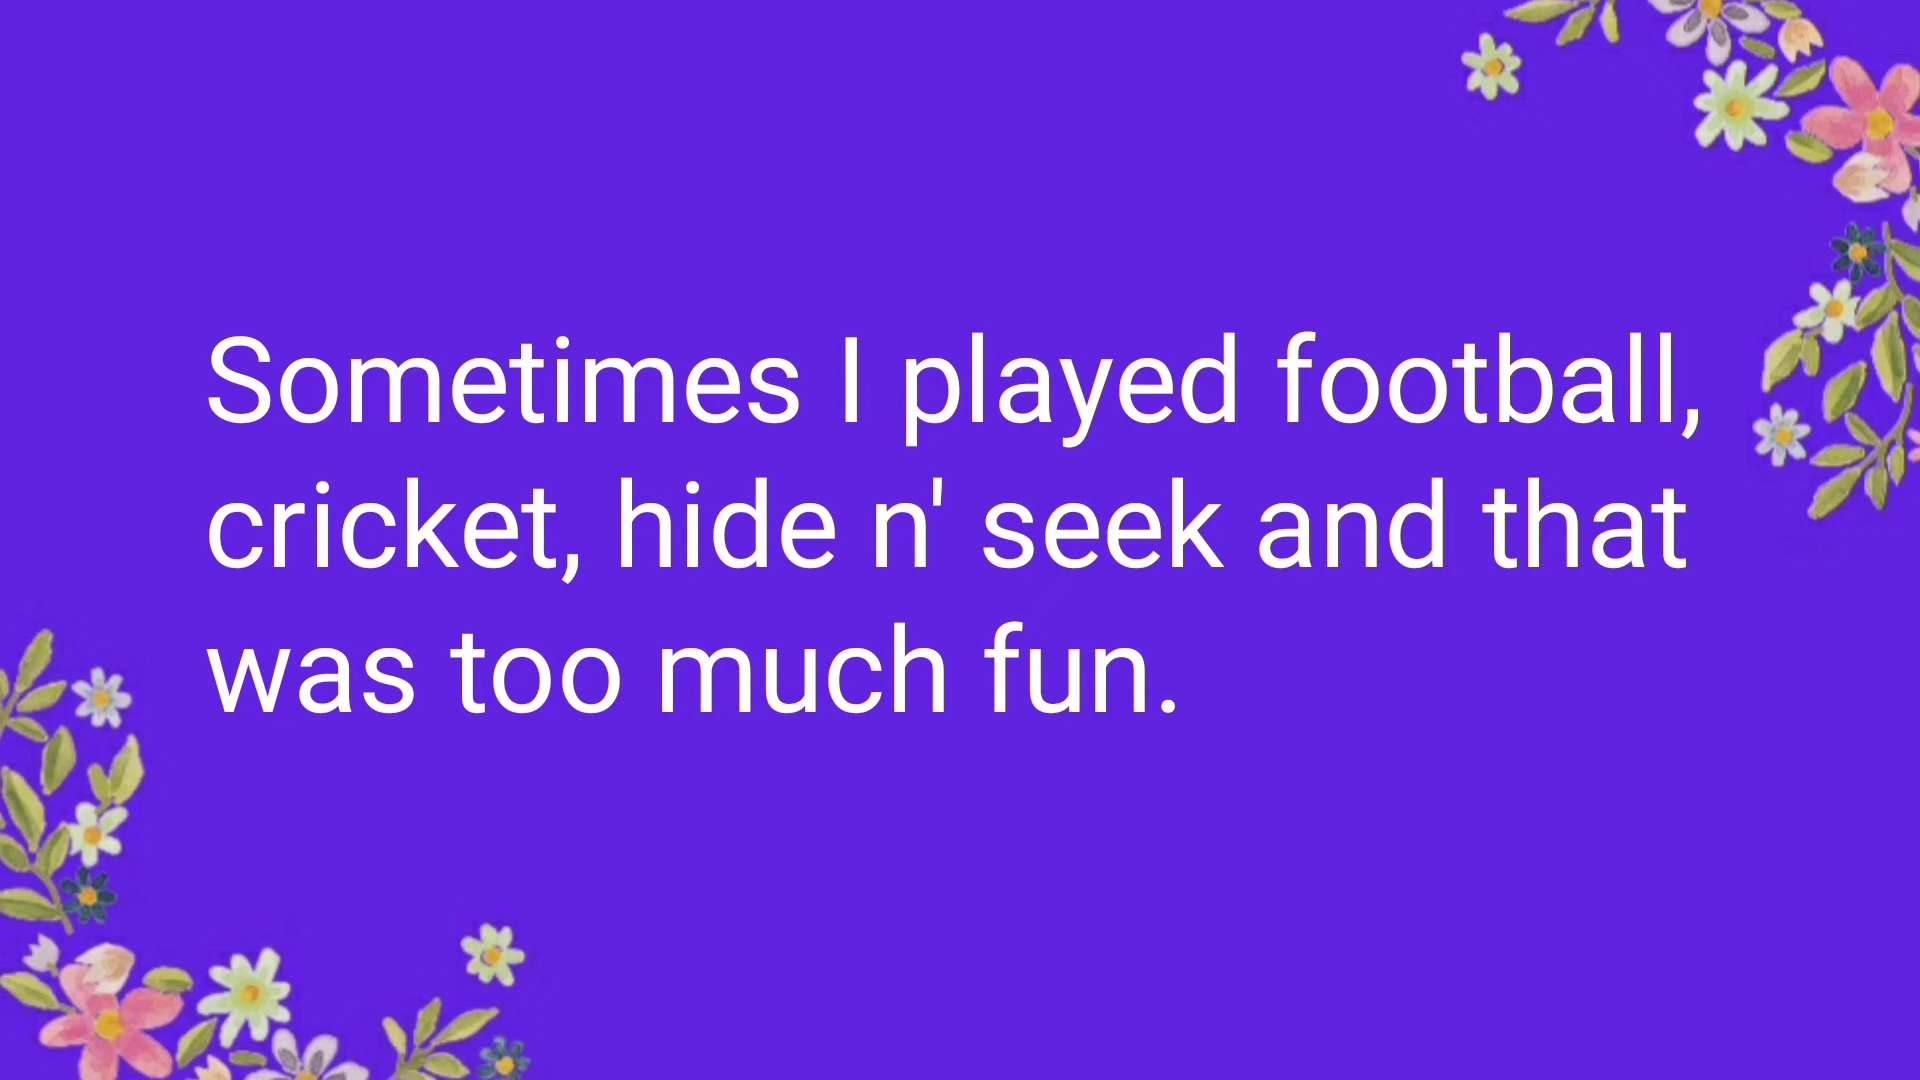 Sometimes I played football,
cricket, hide n' seek and that
was too much fun.